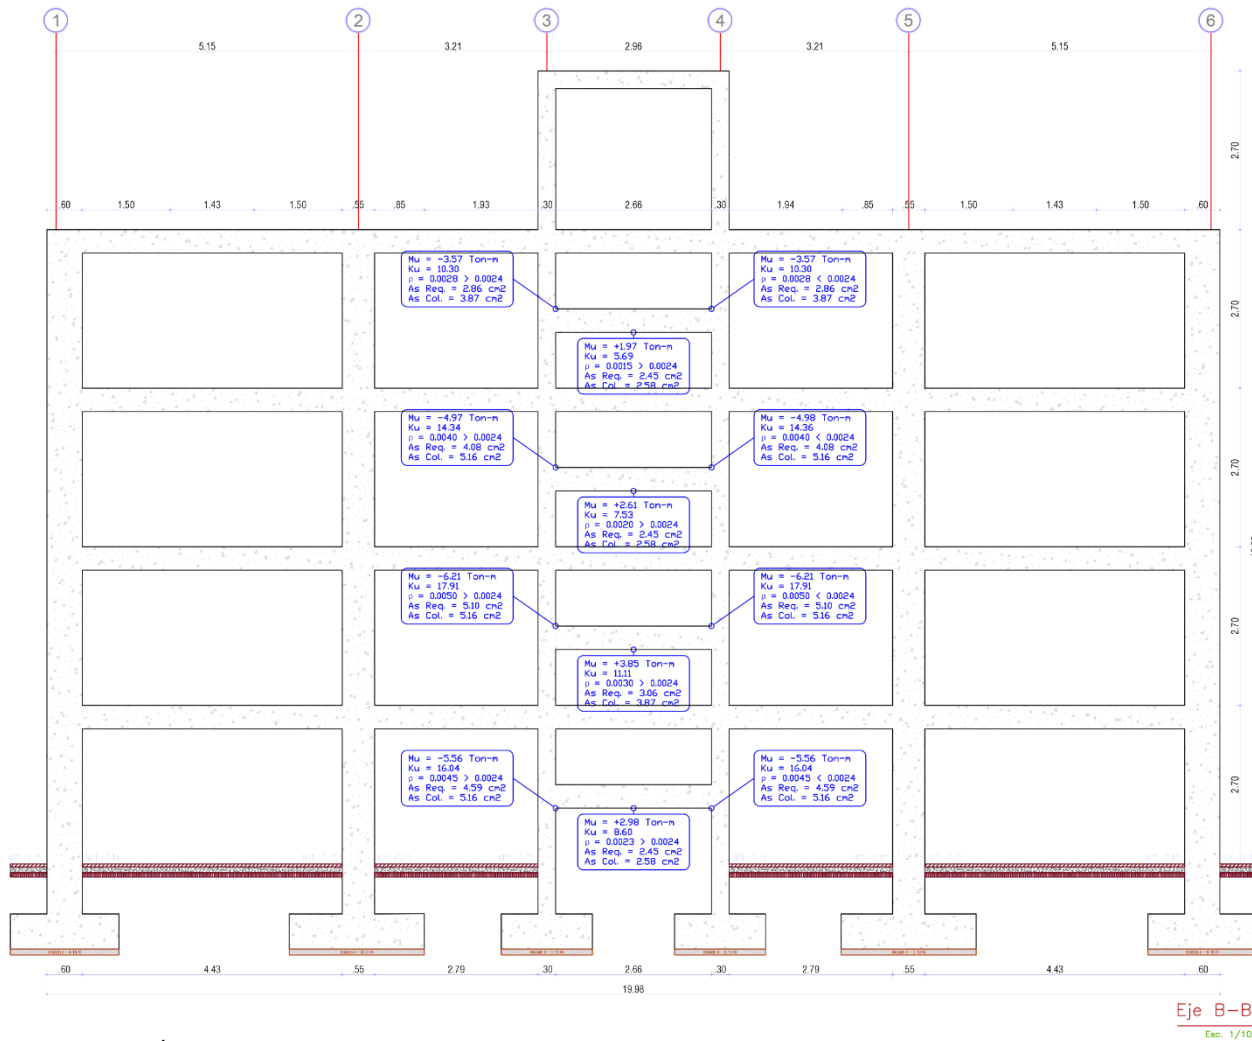 1 2 3 4 5 6
5.15 3.21 2.96 3.21 5.15
2.70
.60 1.50 1.43 1.50 .55 .85 1.93 .30 2.66 .30 1.94 .85 .55 1.50 1.43 1.50 .60
Mu = -3.57 Ton-m
Ku = 10.30
ρ = 0.0028 > 0.0024
As Req. = 2.86 cm2
As Col. = 3.87 cm2
Mu = -3.57 Ton-m
Ku = 10.30
ρ = 0.0028 < 0.0024
As Req. = 2.86 cm2
As Col. = 3.87 cm2
2.70
Mu = +1.97 Ton-m
Ku = 5.69
ρ = 0.0015 > 0.0024
As Req. = 2.45 cm2
As Col. = 2.58 cm2
Mu = -4.97 Ton-m
Ku = 14.34
ρ = 0.0040 > 0.0024
As Req. = 4.08 cm2
As Col. = 5.16 cm2
Mu = -4.98 Ton-m
Ku = 14.36
ρ = 0.0040 < 0.0024
As Req. = 4.08 cm2
As Col. = 5.16 cm2
2.70
Mu = +2.61 Ton-m
Ku = 7.53
ρ = 0.0020 > 0.0024
As Req. = 2.45 cm2
As Col. = 2.58 cm2
Mu = -6.21 Ton-m
Ku = 17.91
ρ = 0.0050 > 0.0024
As Req. = 5.10 cm2
As Col. = 5.16 cm2
Mu = -6.21 Ton-m
Ku = 17.91
ρ = 0.0050 < 0.0024
As Req. = 5.10 cm2
As Col. = 5.16 cm2
2.70
Mu = +3.85 Ton-m
Ku = 11.11
ρ = 0.0030 > 0.0024
As Req. = 3.06 cm2
As Col. = 3.87 cm2
Mu = -5.56 Ton-m
Ku = 16.04
ρ = 0.0045 > 0.0024
As Req. = 4.59 cm2
As Col. = 5.16 cm2
Mu = -5.56 Ton-m
Ku = 16.04
ρ = 0.0045 < 0.0024
As Req. = 4.59 cm2
As Col. = 5.16 cm2
2.70
Mu = +2.98 Ton-m
Ku = 8.60
ρ = 0.0023 > 0.0024
As Req. = 2.45 cm2
As Col. = 2.58 cm2
.60 4.43 .55 2.79 .30 2.66 .30 2.79 .55 4.43 .60
19.98
Eje B-B
Esc. 1/10